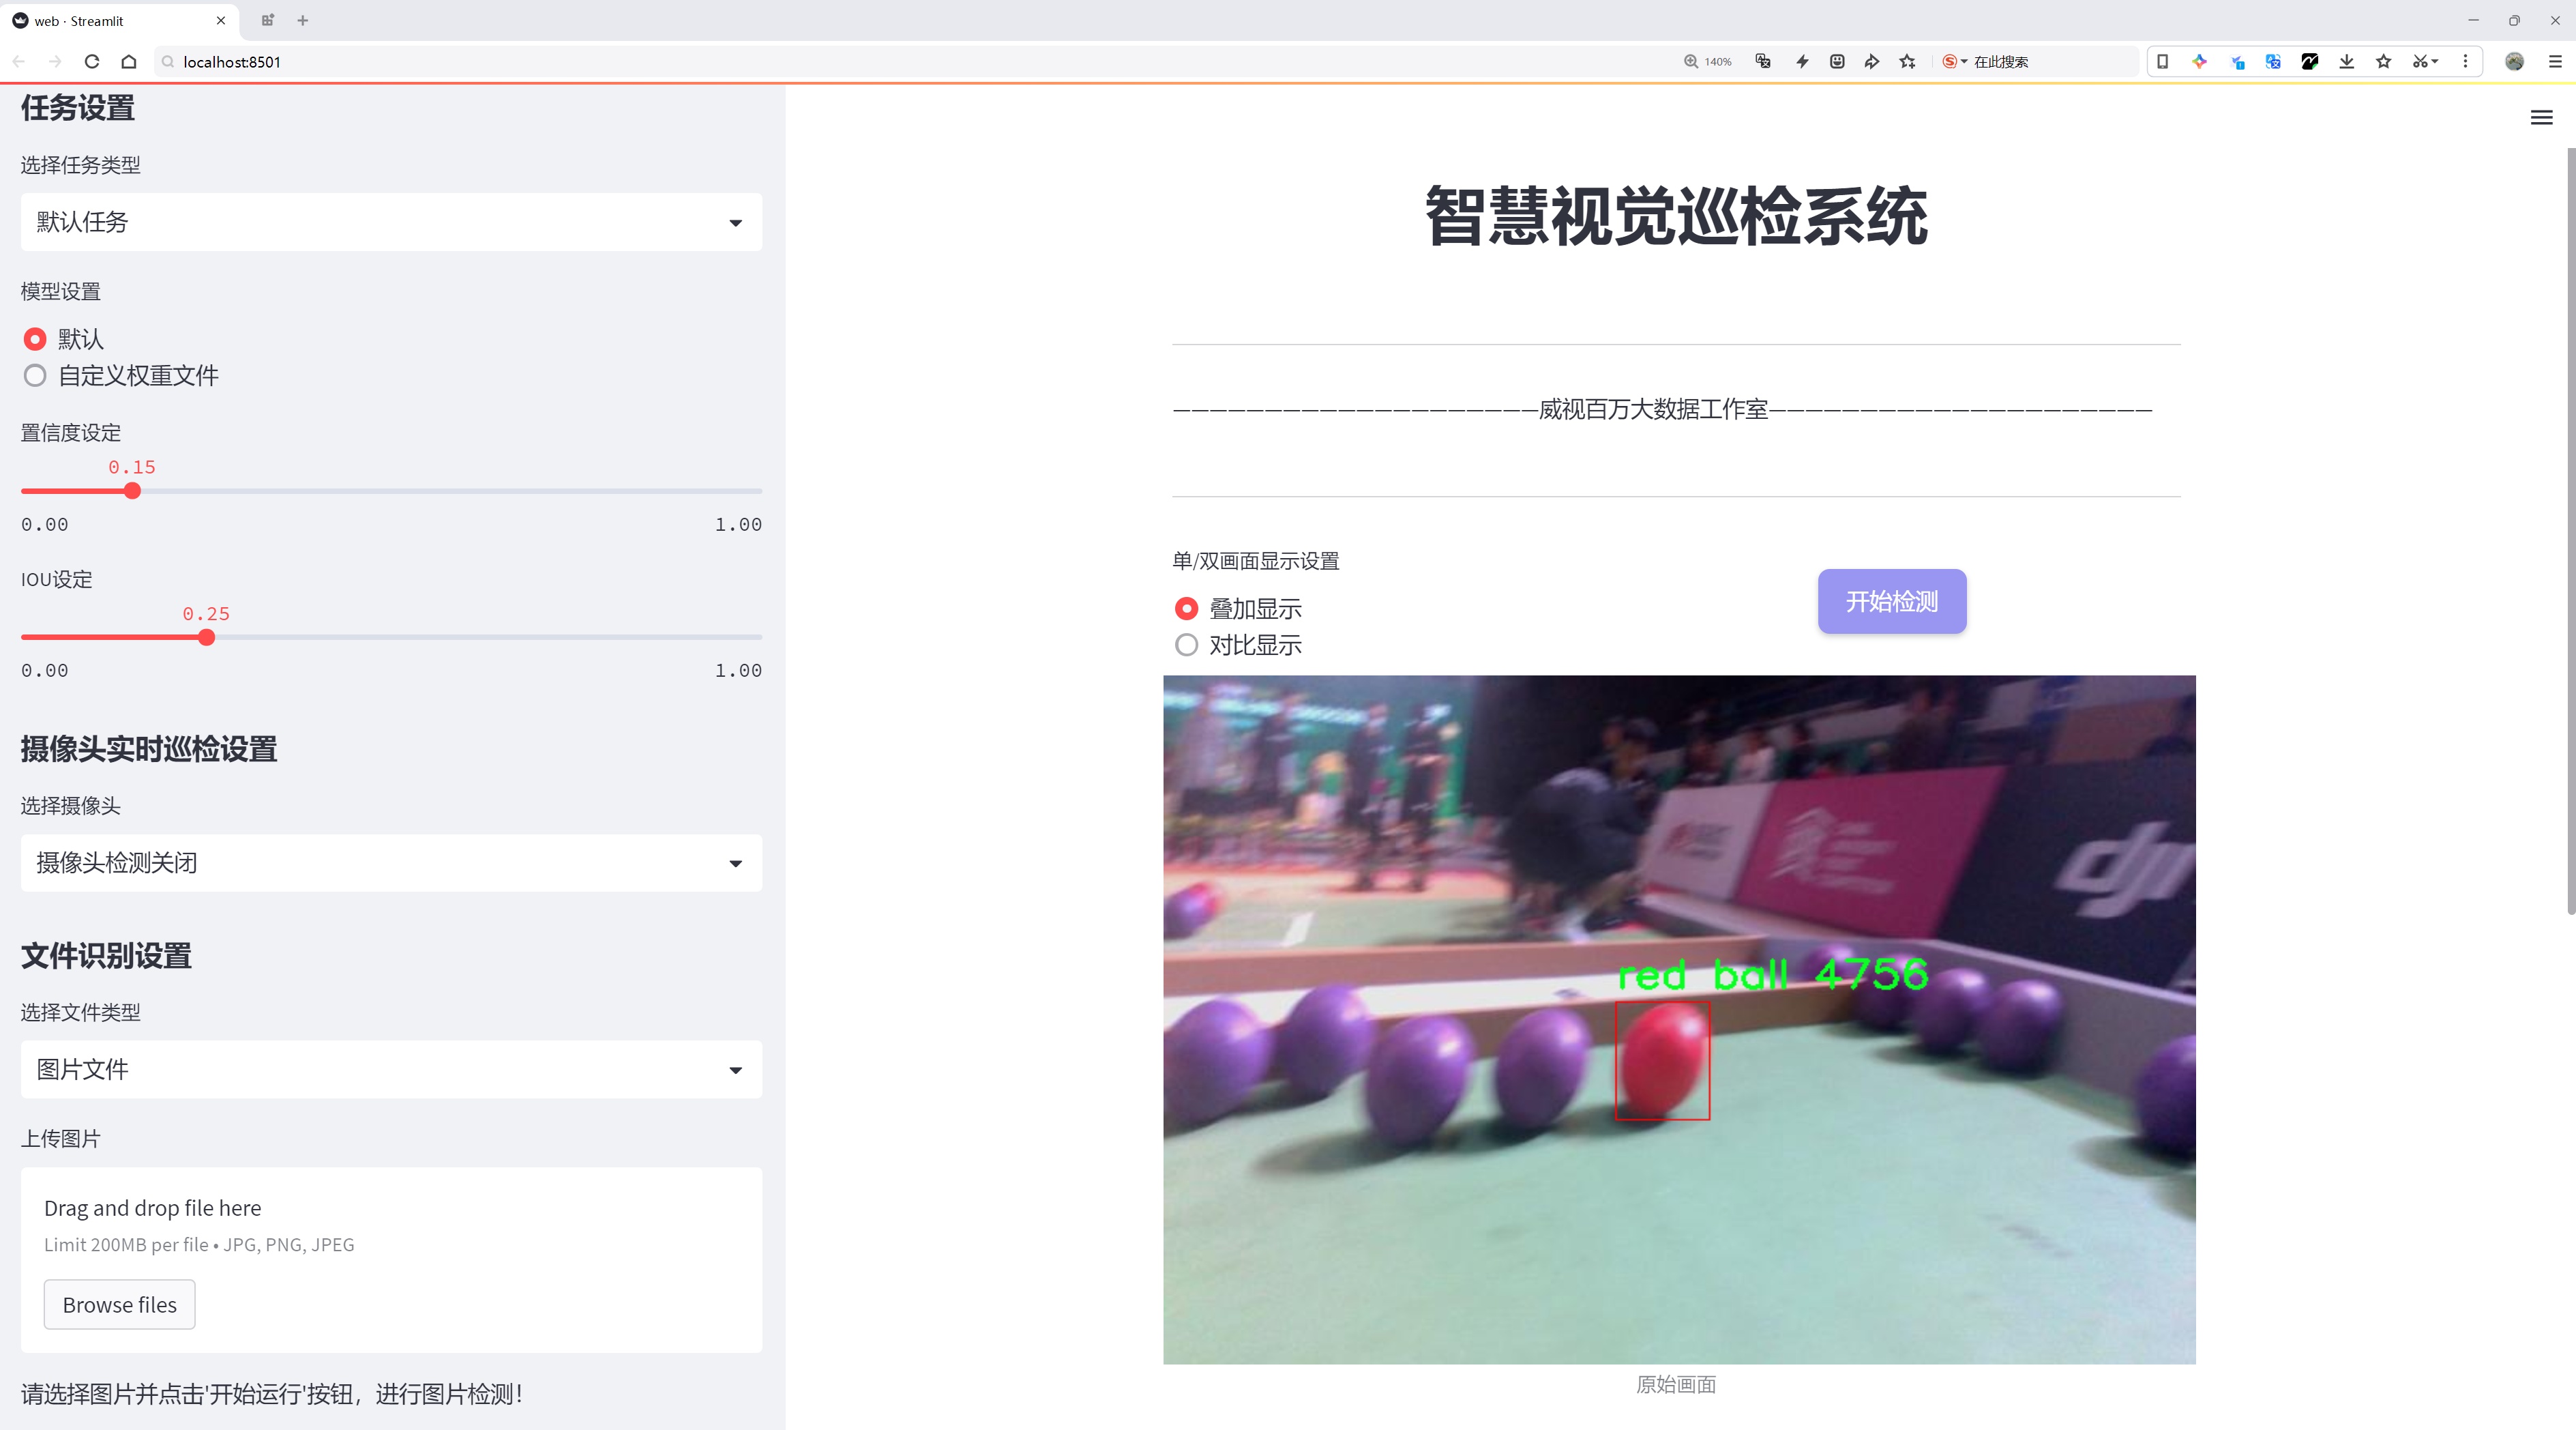 web · Streamlit
localhost:8501
140%
在此搜索
任务设置
选择任务类型
默认任务
模型设置
默认
自定义权重文件
置信度设定
0.15
0.00 1.00
IOU设定
0.25
0.00 1.00
摄像头实时巡检设置
选择摄像头
摄像头检测关闭
文件识别设置
选择文件类型
图片文件
上传图片
Drag and drop file here
Limit 200MB per file • JPG, PNG, JPEG
Browse files
请选择图片并点击'开始运行'按钮，进行图片检测！
智慧视觉巡检系统
————————————————————威视百万大数据工作室—————————————————————
单/双画面显示设置
叠加显示
对比显示
开始检测
dji
red ball 4756
原始画面